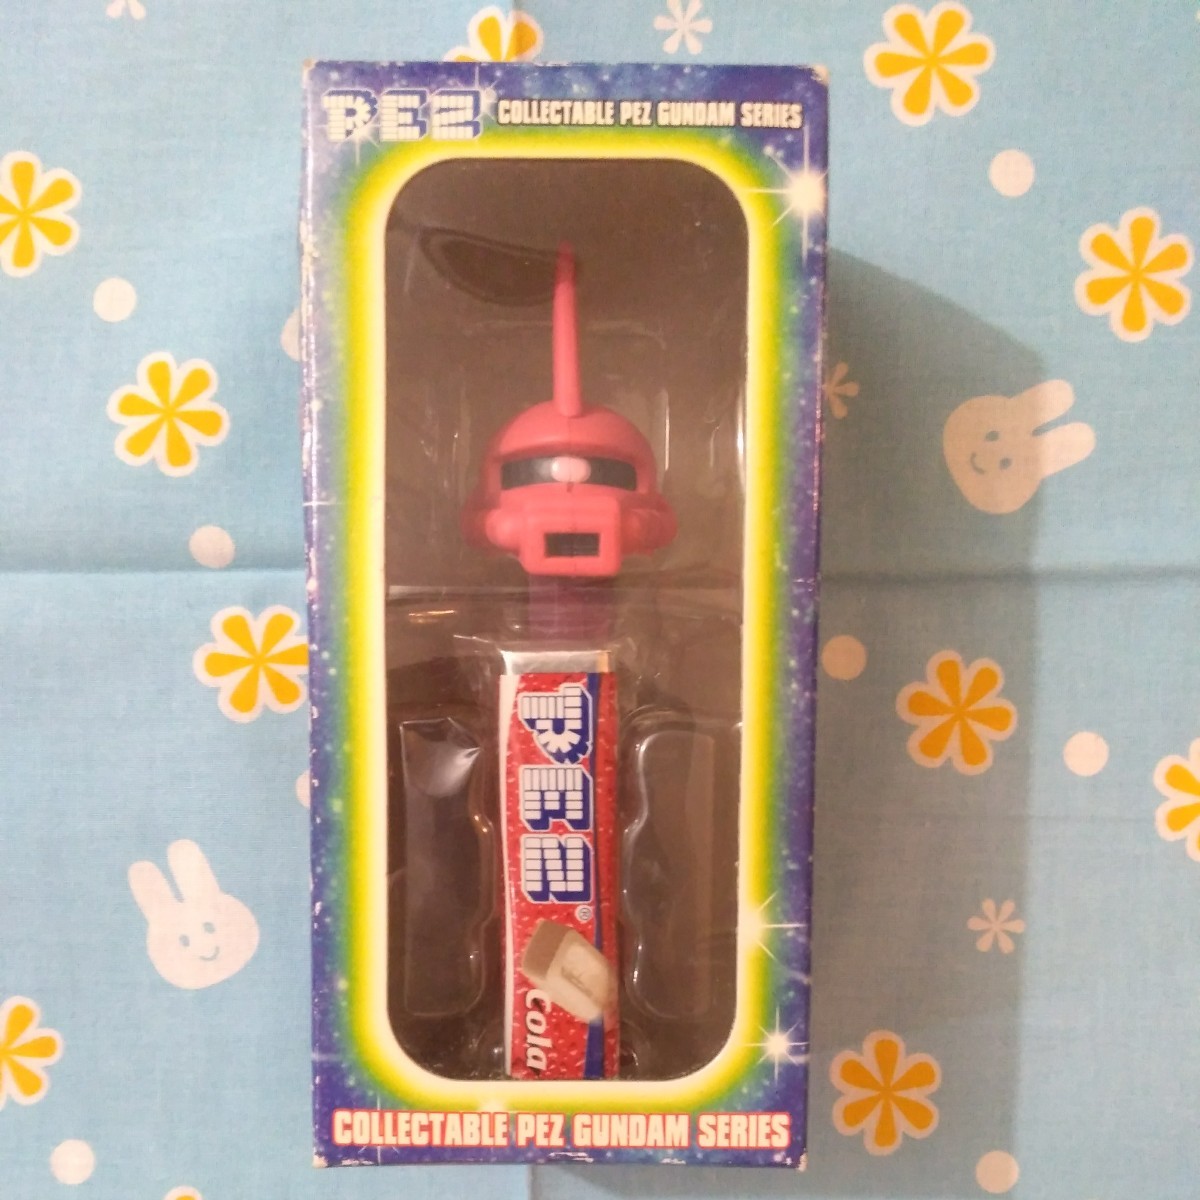 PEZ COLLECTABLE PEZ GUNDAM SERIES
PEZ®
Cola
COLLECTABLE PEZ GUNDAM SERIES